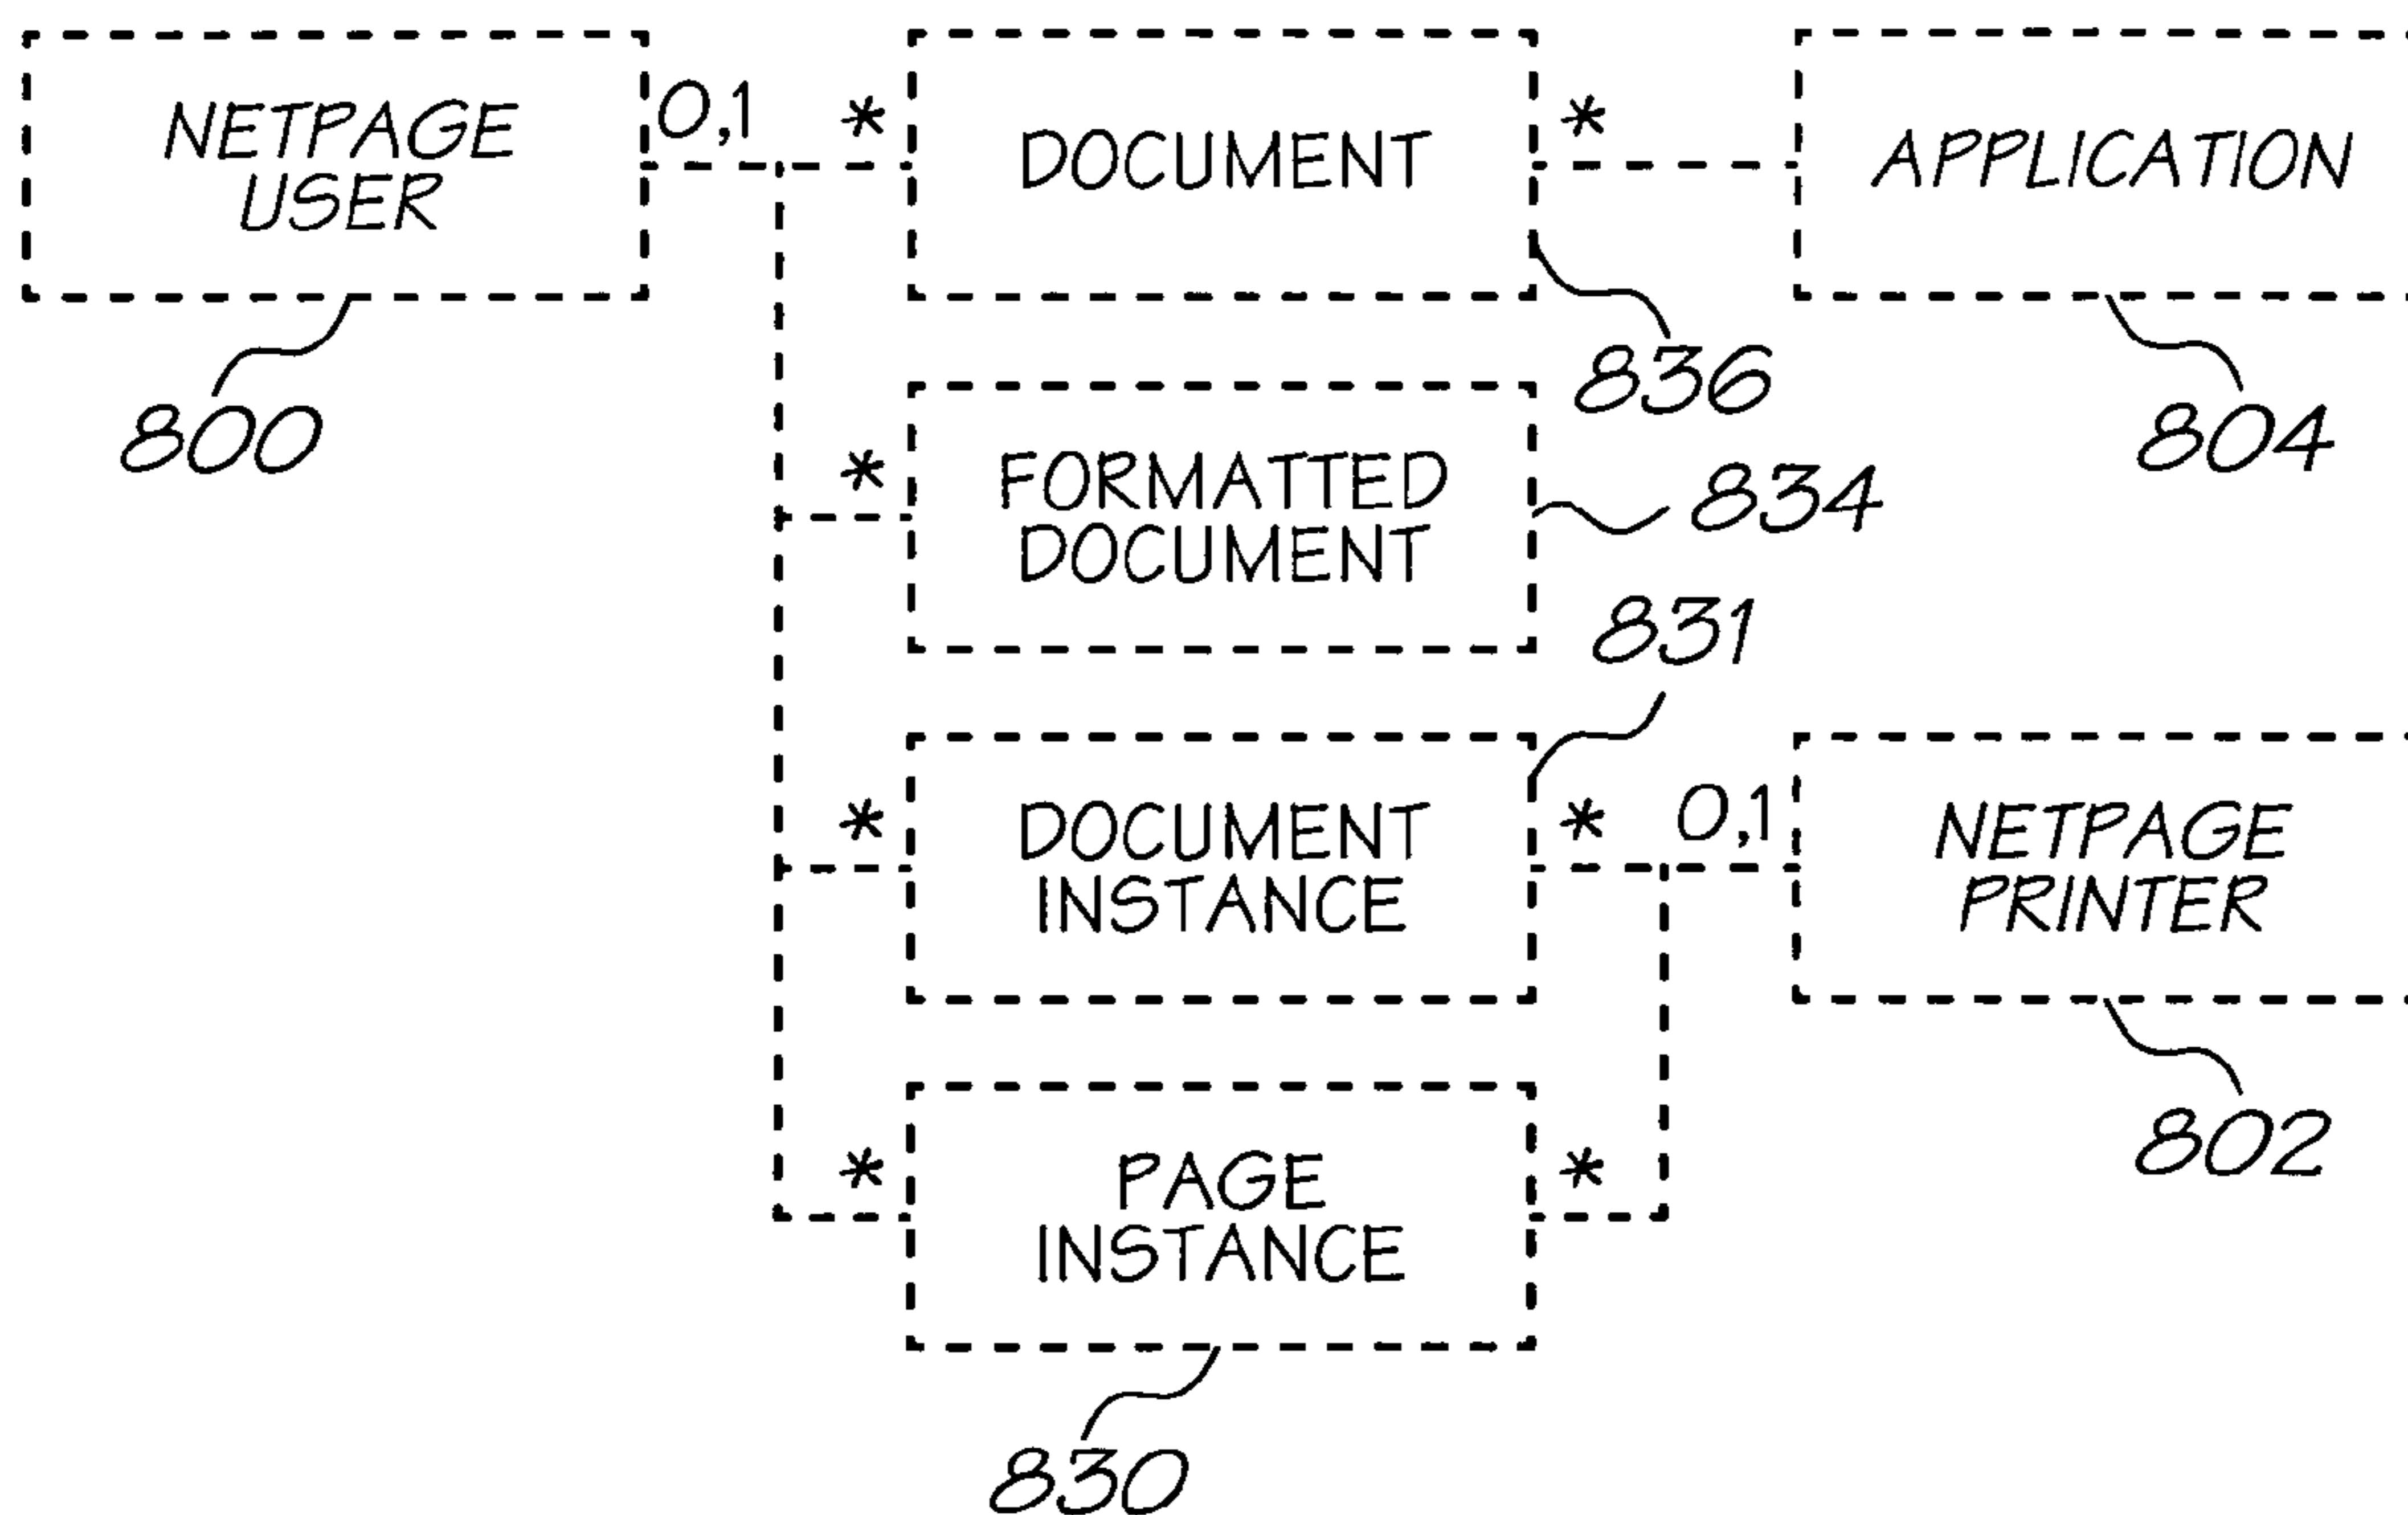 NETPAGE
USER
0,1
*
DOCUMENT
*
APPLICATION
800
836
804
*
FORMATTED
DOCUMENT
834
831
*
DOCUMENT
INSTANCE
*
0,1
NETPAGE
PRINTER
802
*
PAGE
INSTANCE
*
830